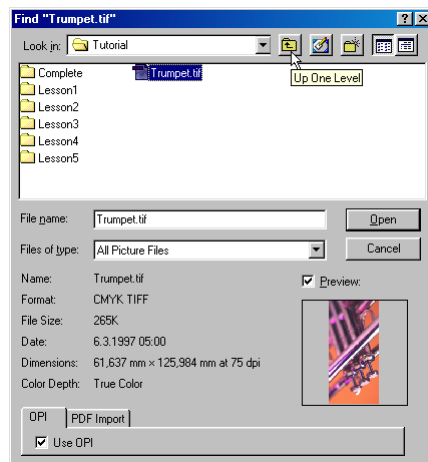 Find "Trumpet.tif"
Look in: Tutorial
Complete Trumpet.tif
Lesson1 Up One Level
Lesson2
Lesson3
Lesson4
Lesson5
File name: Trumpet.tif Open
Files of type: All Picture Files Cancel
Name: Trumpet.tif Preview:
Format: CMYK TIFF
File Size: 265K
Date: 6.3.1997 05:00
Dimensions: 61,637 mm × 125,984 mm at 75 dpi
Color Depth: True Color
OPI PDF Import
Use OPI